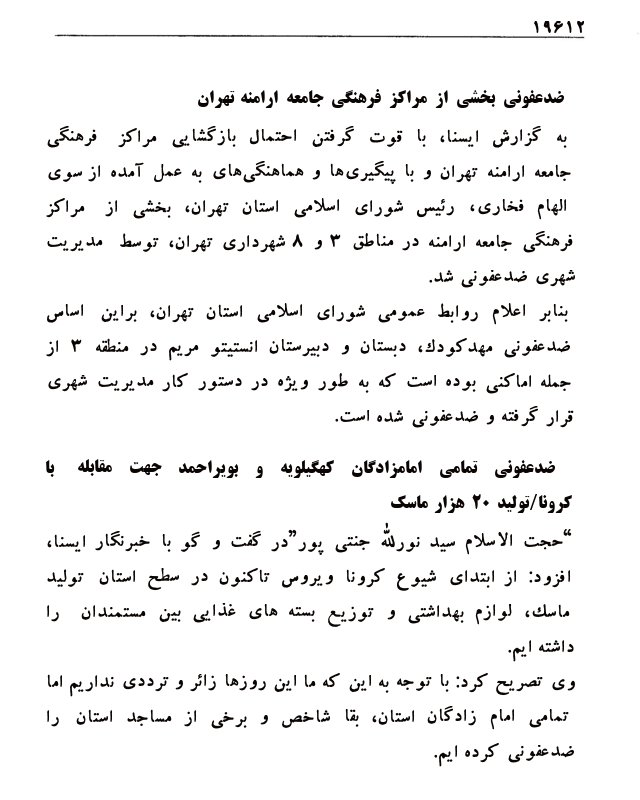 ۱۹۶۱۲
ضدعفونی بخشی از مراکز فرهنگی جامعه ارامنه تهران
به گزارش ایسنا، با قوت گرفتن احتمال بازگشایی مراکز فرهنگی
جامعه ارامنه تهران و با پیگیری‌ها و هماهنگی‌های به عمل آمده از سوی
الهام فخاری، رئیس شورای اسلامی استان تهران، بخشی از مراکز
فرهنگی جامعه ارامنه در مناطق ۳ و ۸ شهرداری تهران، توسط مدیریت
شهری ضدعفونی شد.
بنابر اعلام روابط عمومی شورای اسلامی استان تهران، براین اساس
ضدعفونی مهدکودك، دبستان و دبیرستان انستیتو مریم در منطقه ۳ از
جمله اماکنی بوده است که به طور ویژه در دستور کار مدیریت شهری
قرار گرفته و ضدعفونی شده است.
ضدعفونی تمامی امامزادگان کهگیلویه و بویراحمد جهت مقابله با
کرونا/تولید ۲۰ هزار ماسک
“حجت الاسلام سید نورالله جنتی پور”در گفت و گو با خبرنگار ایسنا،
افزود: از ابتدای شیوع کرونا ویروس تاکنون در سطح استان تولید
ماسك، لوازم بهداشتی و توزیع بسته های غذایی بین مستمندان را
داشته ایم.
وی تصریح کرد: با توجه به این که ما این روزها زائر و ترددی نداریم اما
تمامی امام زادگان استان، بقا شاخص و برخی از مساجد استان را
ضدعفونی کرده ایم.